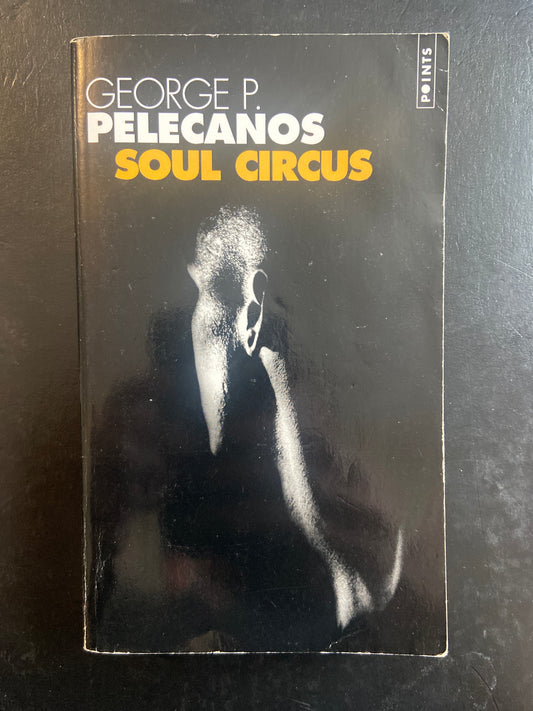 GEORGE P.
PELECANOS
SOUL CIRCUS
POINTS